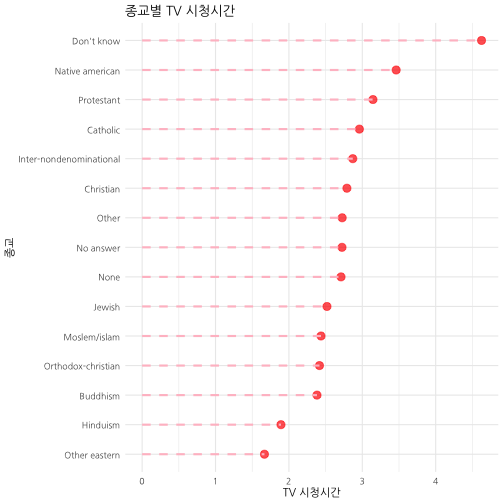 종교별 TV 시청시간
종교
Don't know
Native american
Protestant
Catholic
Inter-nondenominational
Christian
Other
No answer
None
Jewish
Moslem/islam
Orthodox-christian
Buddhism
Hinduism
Other eastern
0 1 2 3 4
TV 시청시간